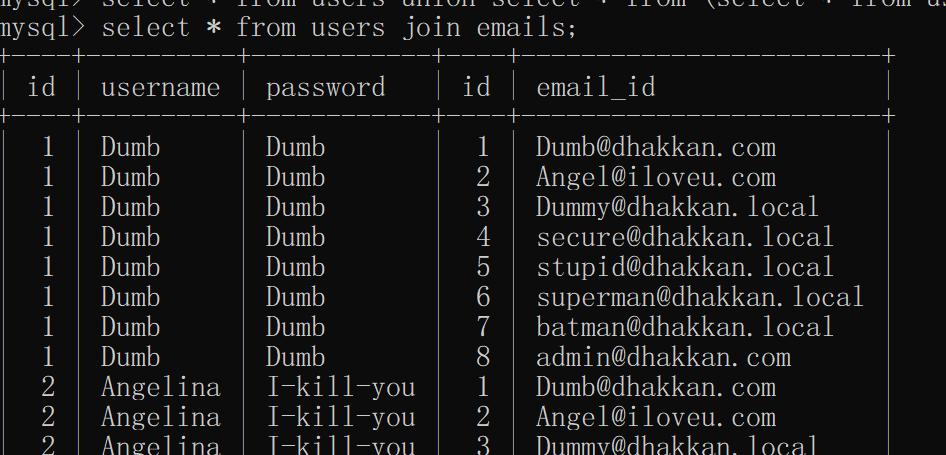 mysql> select * from users union select * from (select * from us
mysql> select * from users join emails;
+----+----------+------------+----+------------------------+
| id | username | password | id | email_id |
+----+----------+------------+----+------------------------+
| 1 | Dumb | Dumb | 1 | Dumb@dhakkan.com |
| 1 | Dumb | Dumb | 2 | Angel@iloveu.com |
| 1 | Dumb | Dumb | 3 | Dummy@dhakkan.local |
| 1 | Dumb | Dumb | 4 | secure@dhakkan.local |
| 1 | Dumb | Dumb | 5 | stupid@dhakkan.local |
| 1 | Dumb | Dumb | 6 | superman@dhakkan.local |
| 1 | Dumb | Dumb | 7 | batman@dhakkan.local |
| 1 | Dumb | Dumb | 8 | admin@dhakkan.com |
| 2 | Angelina | I-kill-you | 1 | Dumb@dhakkan.com |
| 2 | Angelina | I-kill-you | 2 | Angel@iloveu.com |
| 2 | Angelina | I-kill-you | 3 | Dummy@dhakkan.local |